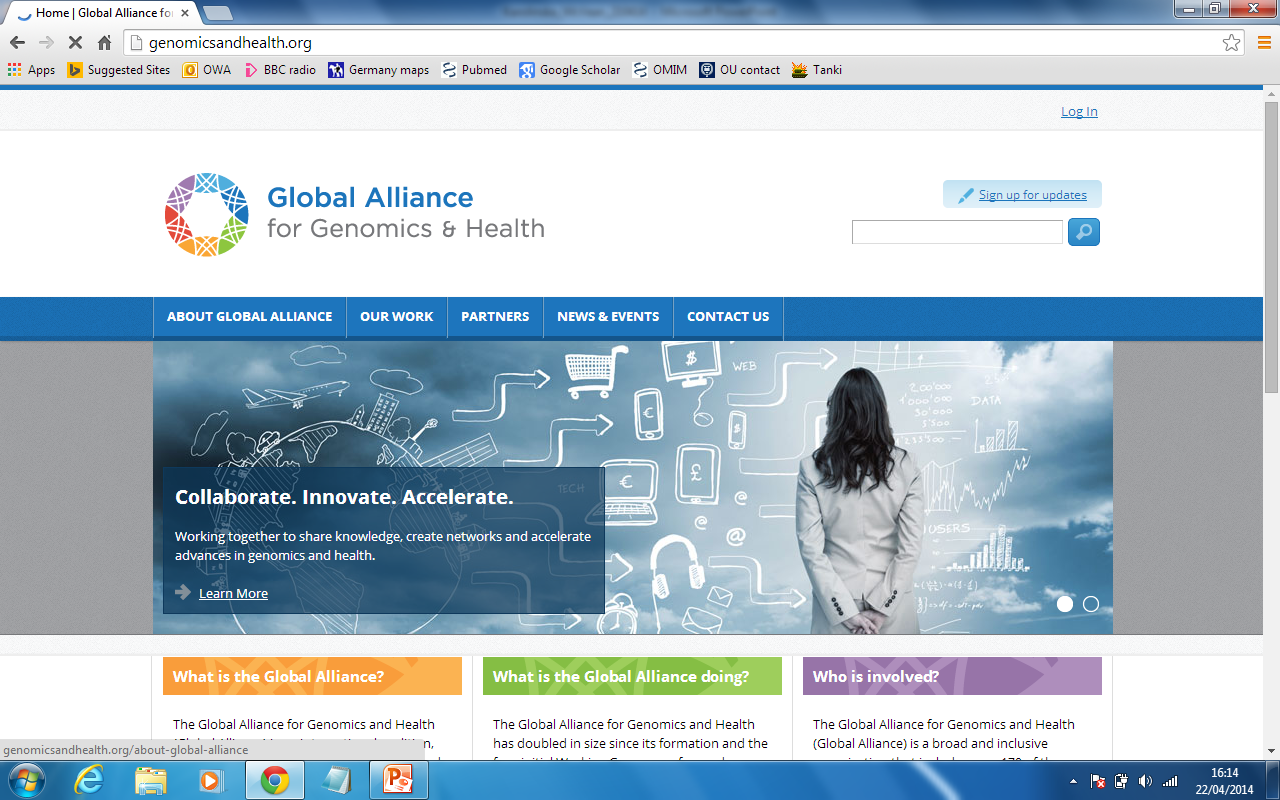 Home | Global Alliance fo
genomicsandhealth.org
Apps Suggested Sites OWA BBC radio Germany maps Pubmed Google Scholar OMIM OU contact Tanki
Log In
Global Alliance
for Genomics & Health
Sign up for updates
ABOUT GLOBAL ALLIANCE OUR WORK PARTNERS NEWS & EVENTS CONTACT US
WEB
DATA
TECH
USERS
Collaborate. Innovate. Accelerate.
Working together to share knowledge, create networks and accelerate
advances in genomics and health.
Learn More
What is the Global Alliance?
The Global Alliance for Genomics and Health
What is the Global Alliance doing?
The Global Alliance for Genomics and Health
has doubled in size since its formation and the
Who is involved?
The Global Alliance for Genomics and Health
(Global Alliance) is a broad and inclusive
genomicsandhealth.org/about-global-alliance
16:14
22/04/2014